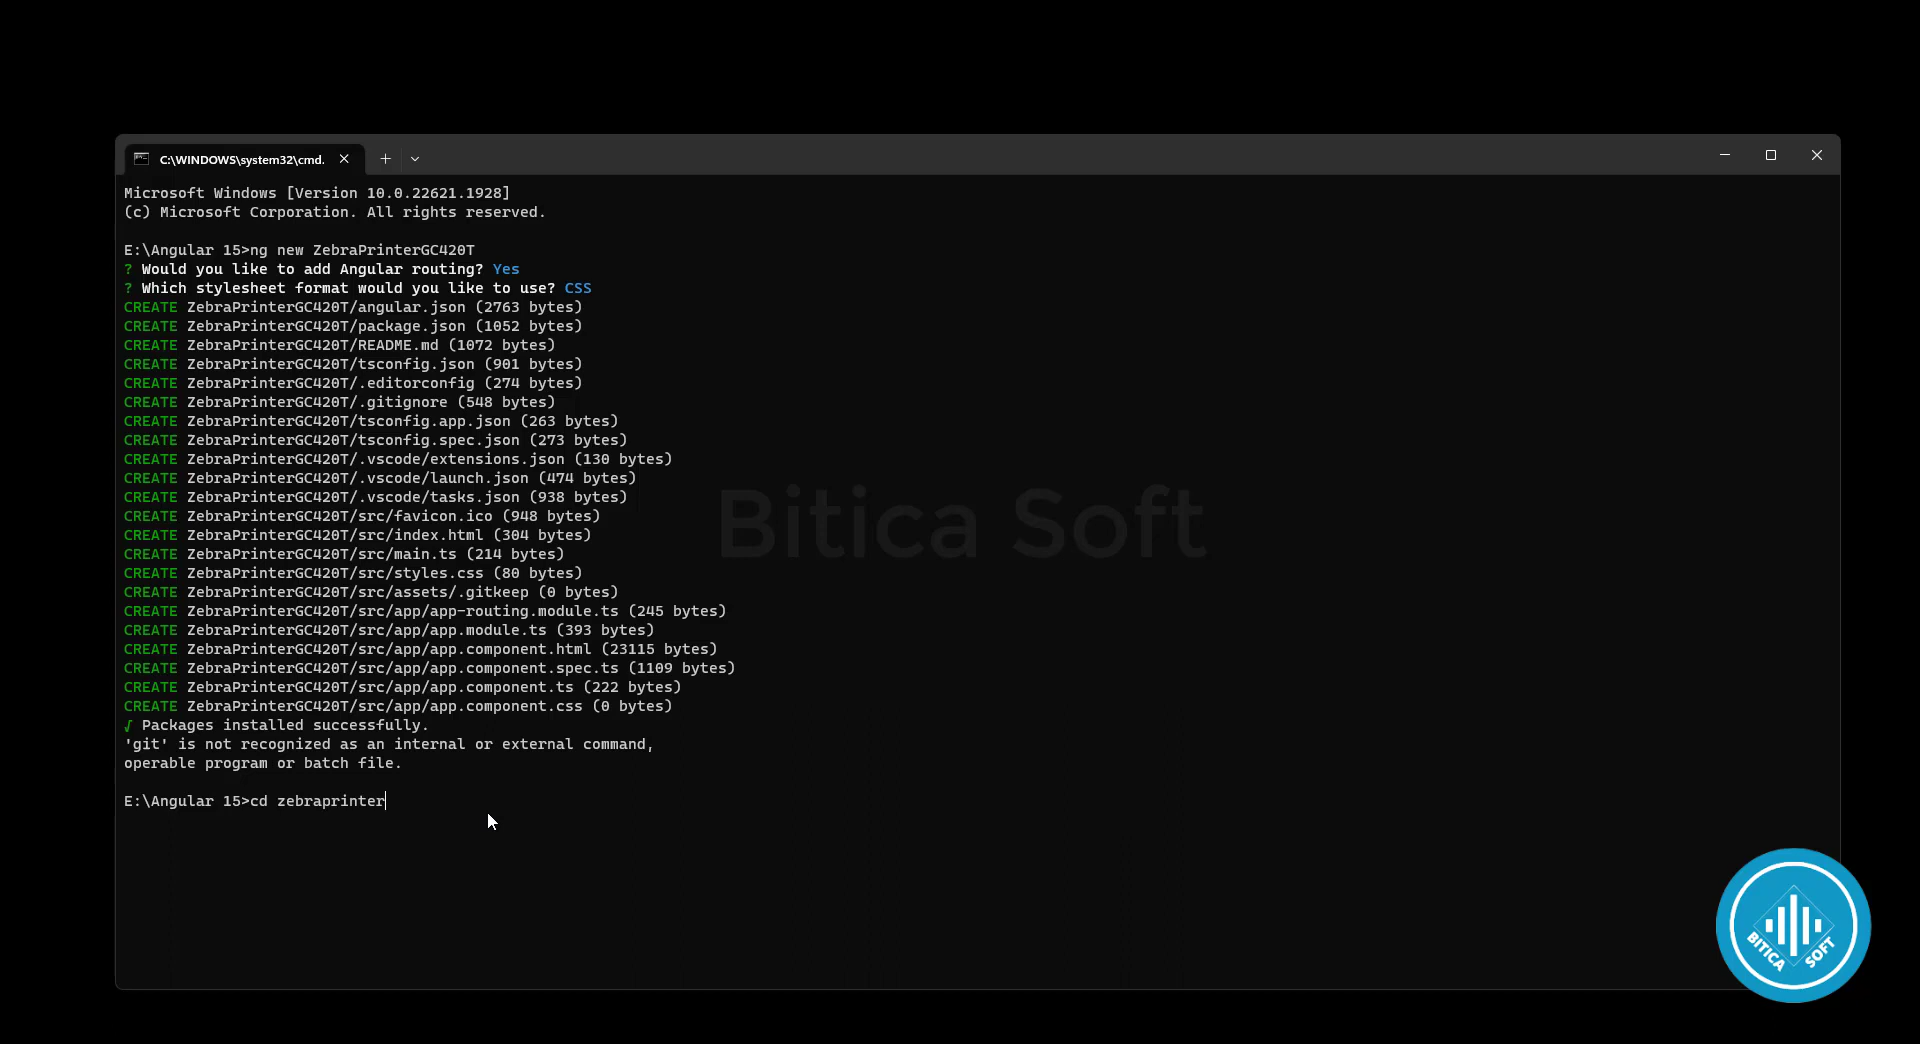 C:\WINDOWS\system32\cmd.
Microsoft Windows [Version 10.0.22621.1928]
(c) Microsoft Corporation. All rights reserved.
E:\Angular 15>ng new ZebraPrinterGC420T
? Would you like to add Angular routing? Yes
? Which stylesheet format would you like to use? CSS
CREATE ZebraPrinterGC420T/angular.json (2763 bytes)
CREATE ZebraPrinterGC420T/package.json (1052 bytes)
CREATE ZebraPrinterGC420T/README.md (1072 bytes)
CREATE ZebraPrinterGC420T/tsconfig.json (901 bytes)
CREATE ZebraPrinterGC420T/.editorconfig (274 bytes)
CREATE ZebraPrinterGC420T/.gitignore (548 bytes)
CREATE ZebraPrinterGC420T/tsconfig.app.json (263 bytes)
CREATE ZebraPrinterGC420T/tsconfig.spec.json (273 bytes)
CREATE ZebraPrinterGC420T/.vscode/extensions.json (130 bytes)
CREATE ZebraPrinterGC420T/.vscode/launch.json (474 bytes)
CREATE ZebraPrinterGC420T/.vscode/tasks.json (938 bytes)
CREATE ZebraPrinterGC420T/src/favicon.ico (948 bytes)
CREATE ZebraPrinterGC420T/src/index.html (304 bytes)
CREATE ZebraPrinterGC420T/src/main.ts (214 bytes)
CREATE ZebraPrinterGC420T/src/styles.css (80 bytes)
CREATE ZebraPrinterGC420T/src/assets/.gitkeep (0 bytes)
CREATE ZebraPrinterGC420T/src/app/app-routing.module.ts (245 bytes)
CREATE ZebraPrinterGC420T/src/app/app.module.ts (393 bytes)
CREATE ZebraPrinterGC420T/src/app/app.component.html (23115 bytes)
CREATE ZebraPrinterGC420T/src/app/app.component.spec.ts (1109 bytes)
CREATE ZebraPrinterGC420T/src/app/app.component.ts (222 bytes)
CREATE ZebraPrinterGC420T/src/app/app.component.css (0 bytes)
√ Packages installed successfully.
'git' is not recognized as an internal or external command,
operable program or batch file.
E:\Angular 15>cd zebraprinter
Bitica Soft
BITICA SOFT